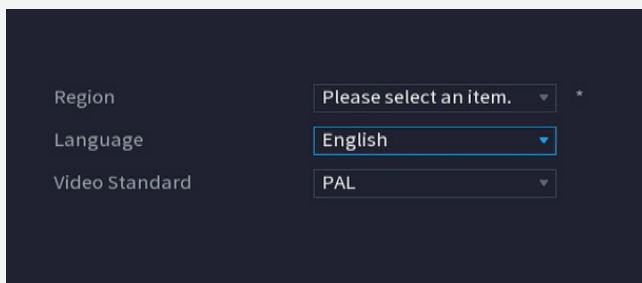 Region Please select an item. *
Language English
Video Standard PAL